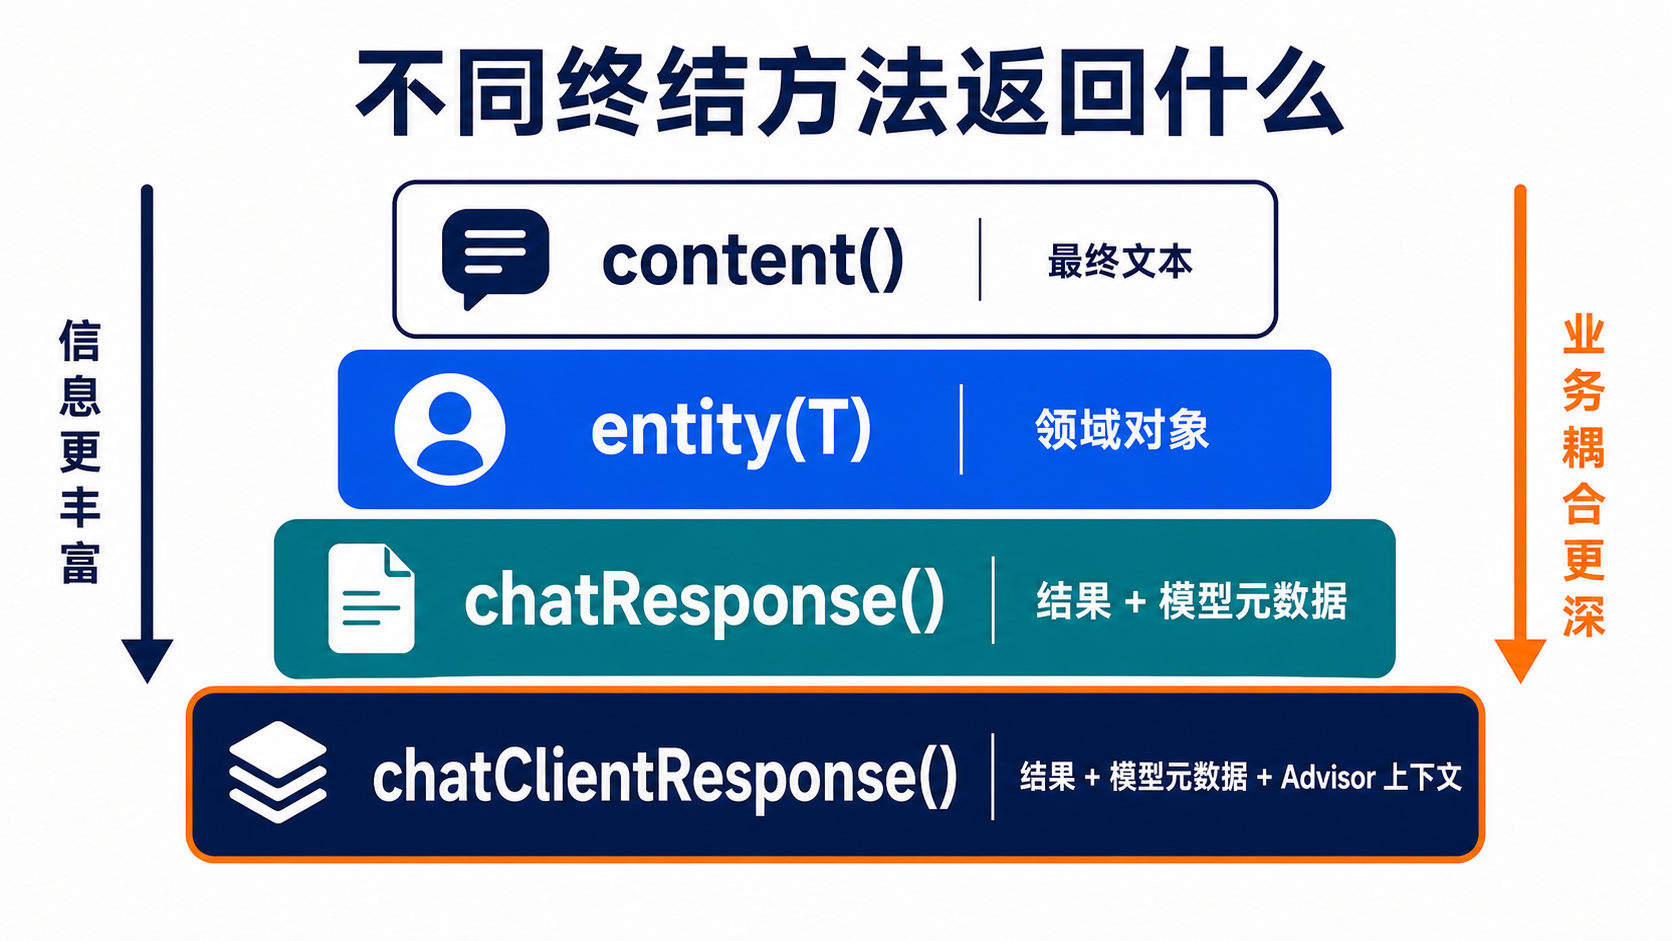 不同终结方法返回什么
content()
最终文本
entity(T)
领域对象
chatResponse()
结果 + 模型元数据
chatClientResponse()
结果 + 模型元数据 + Advisor 上下文
信息更丰富
业务耦合更深